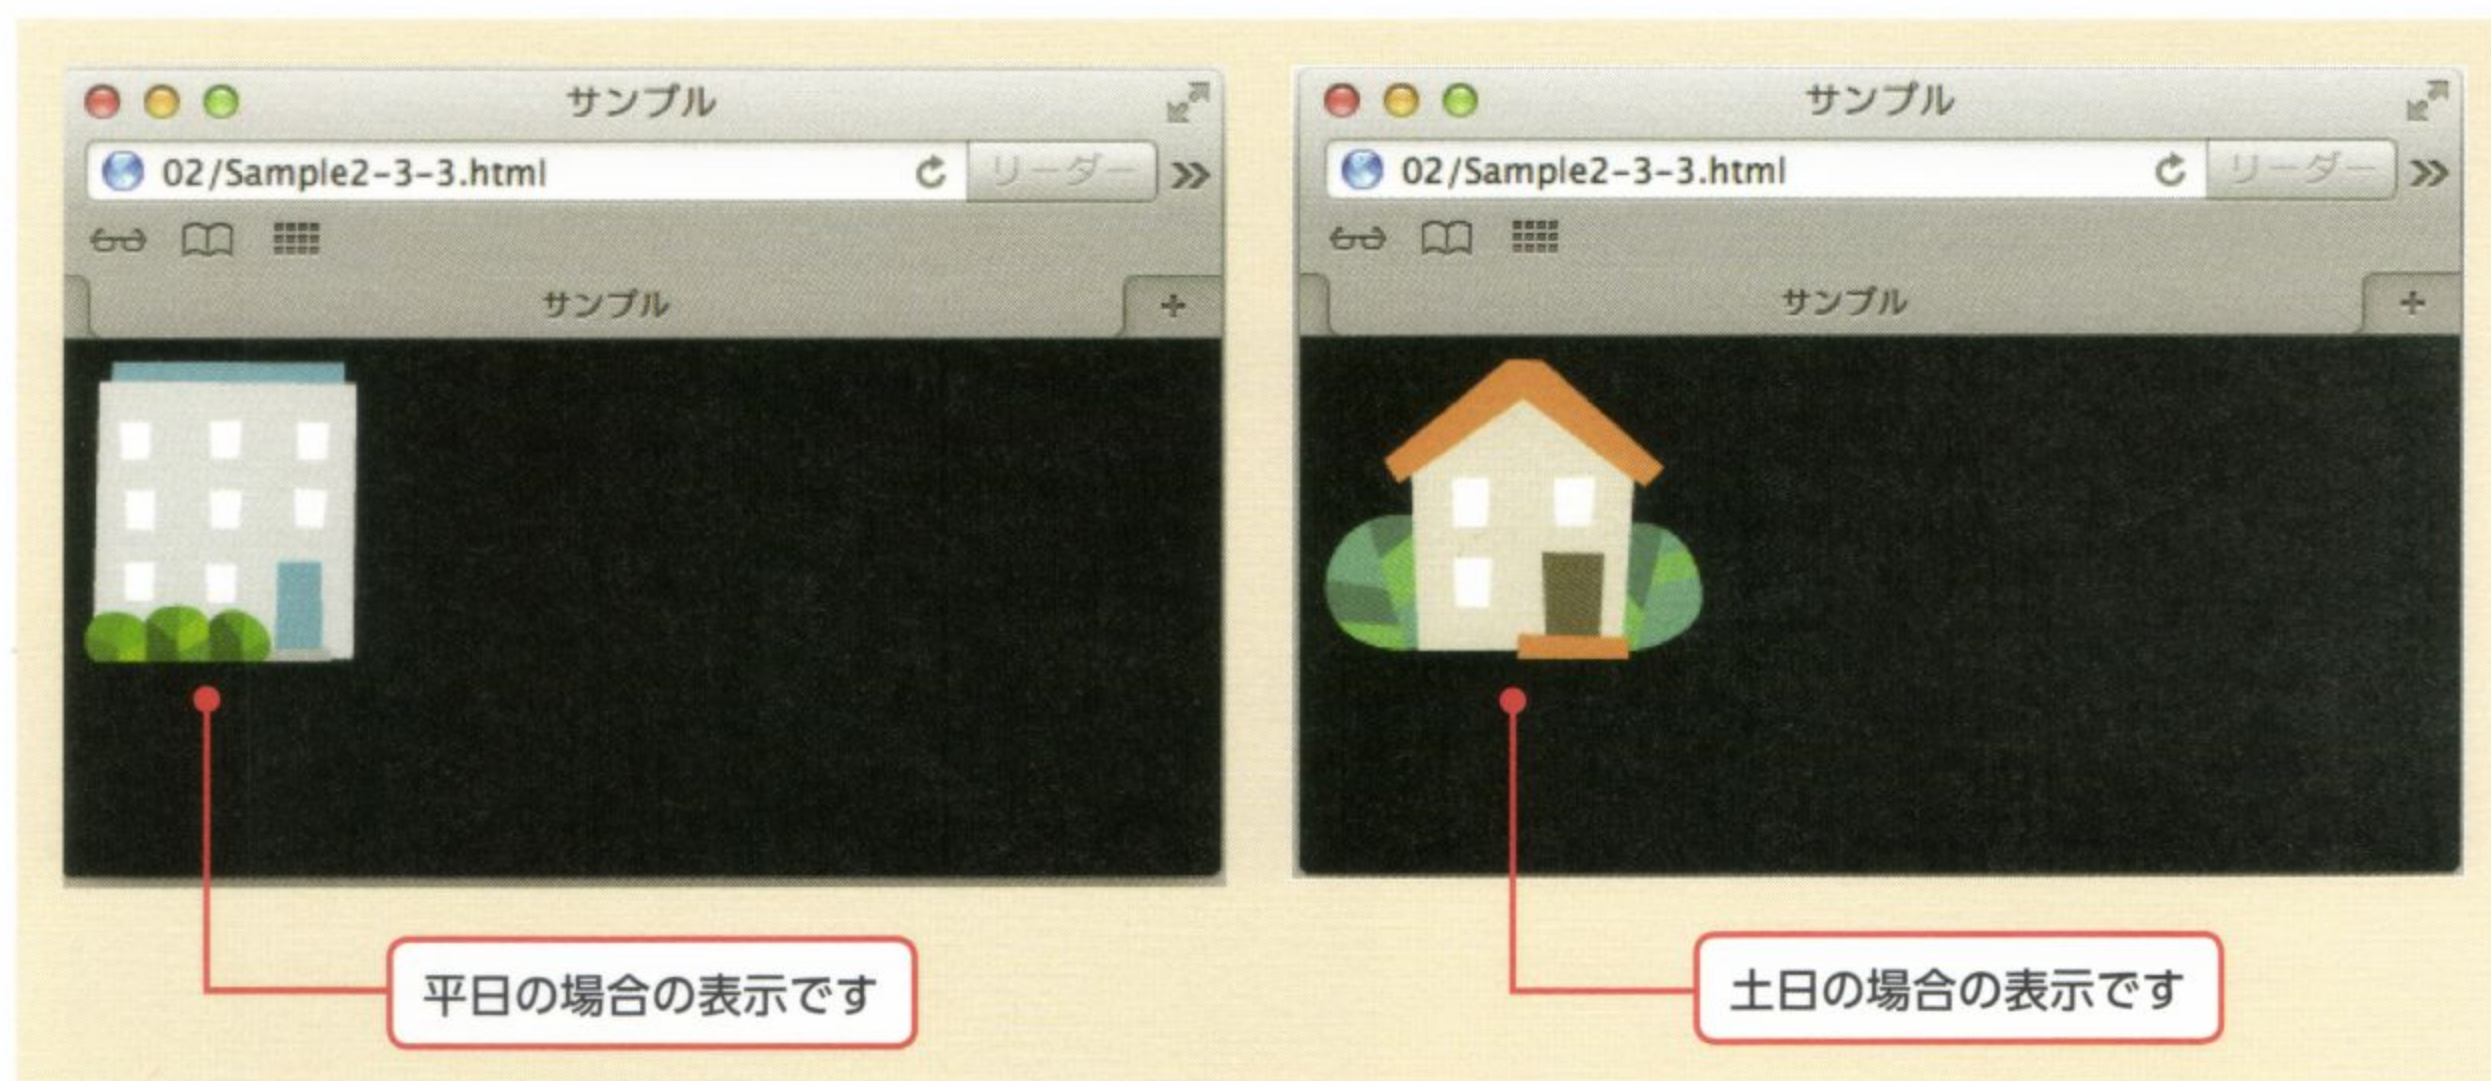 サンプル
02/Sample2-3-3.html
リーダー
サンプル
平日の場合の表示です
サンプル
02/Sample2-3-3.html
リーダー
サンプル
土日の場合の表示です